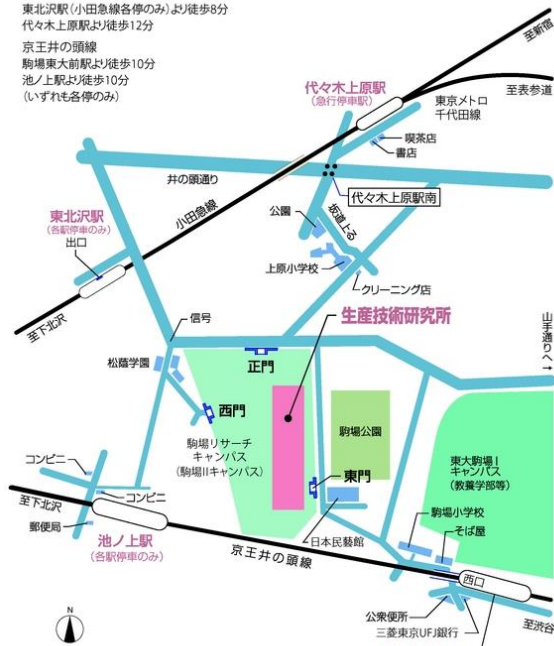 東北沢駅(小田急線各停のみ)より徒歩8分
代々木上原駅より徒歩12分
京王井の頭線
駒場東大前駅より徒歩10分
池ノ上駅より徒歩10分
(いずれも各停のみ)
至新宿
代々木上原駅
(急行停車駅)
至表参道
東京メトロ
千代田線
喫茶店
書店
井の頭通り
代々木上原駅南
小田急線
東北沢駅
(各駅停車のみ)
出口
公園
坂道上る
上原小学校
クリーニング店
至下北沢
信号
生産技術研究所
山手通りへ→
松蔭学園
正門
西門
駒場リサーチ
キャンパス
(駒場IIキャンパス)
駒場公園
東門
東大駒場I
キャンパス
(教養学部等)
コンビニ
コンビニ
至下北沢
郵便局
池ノ上駅
(各駅停車のみ)
京王井の頭線
日本民藝館
駒場小学校
そば屋
西口
公衆便所
三菱東京UFJ銀行
至渋谷
N